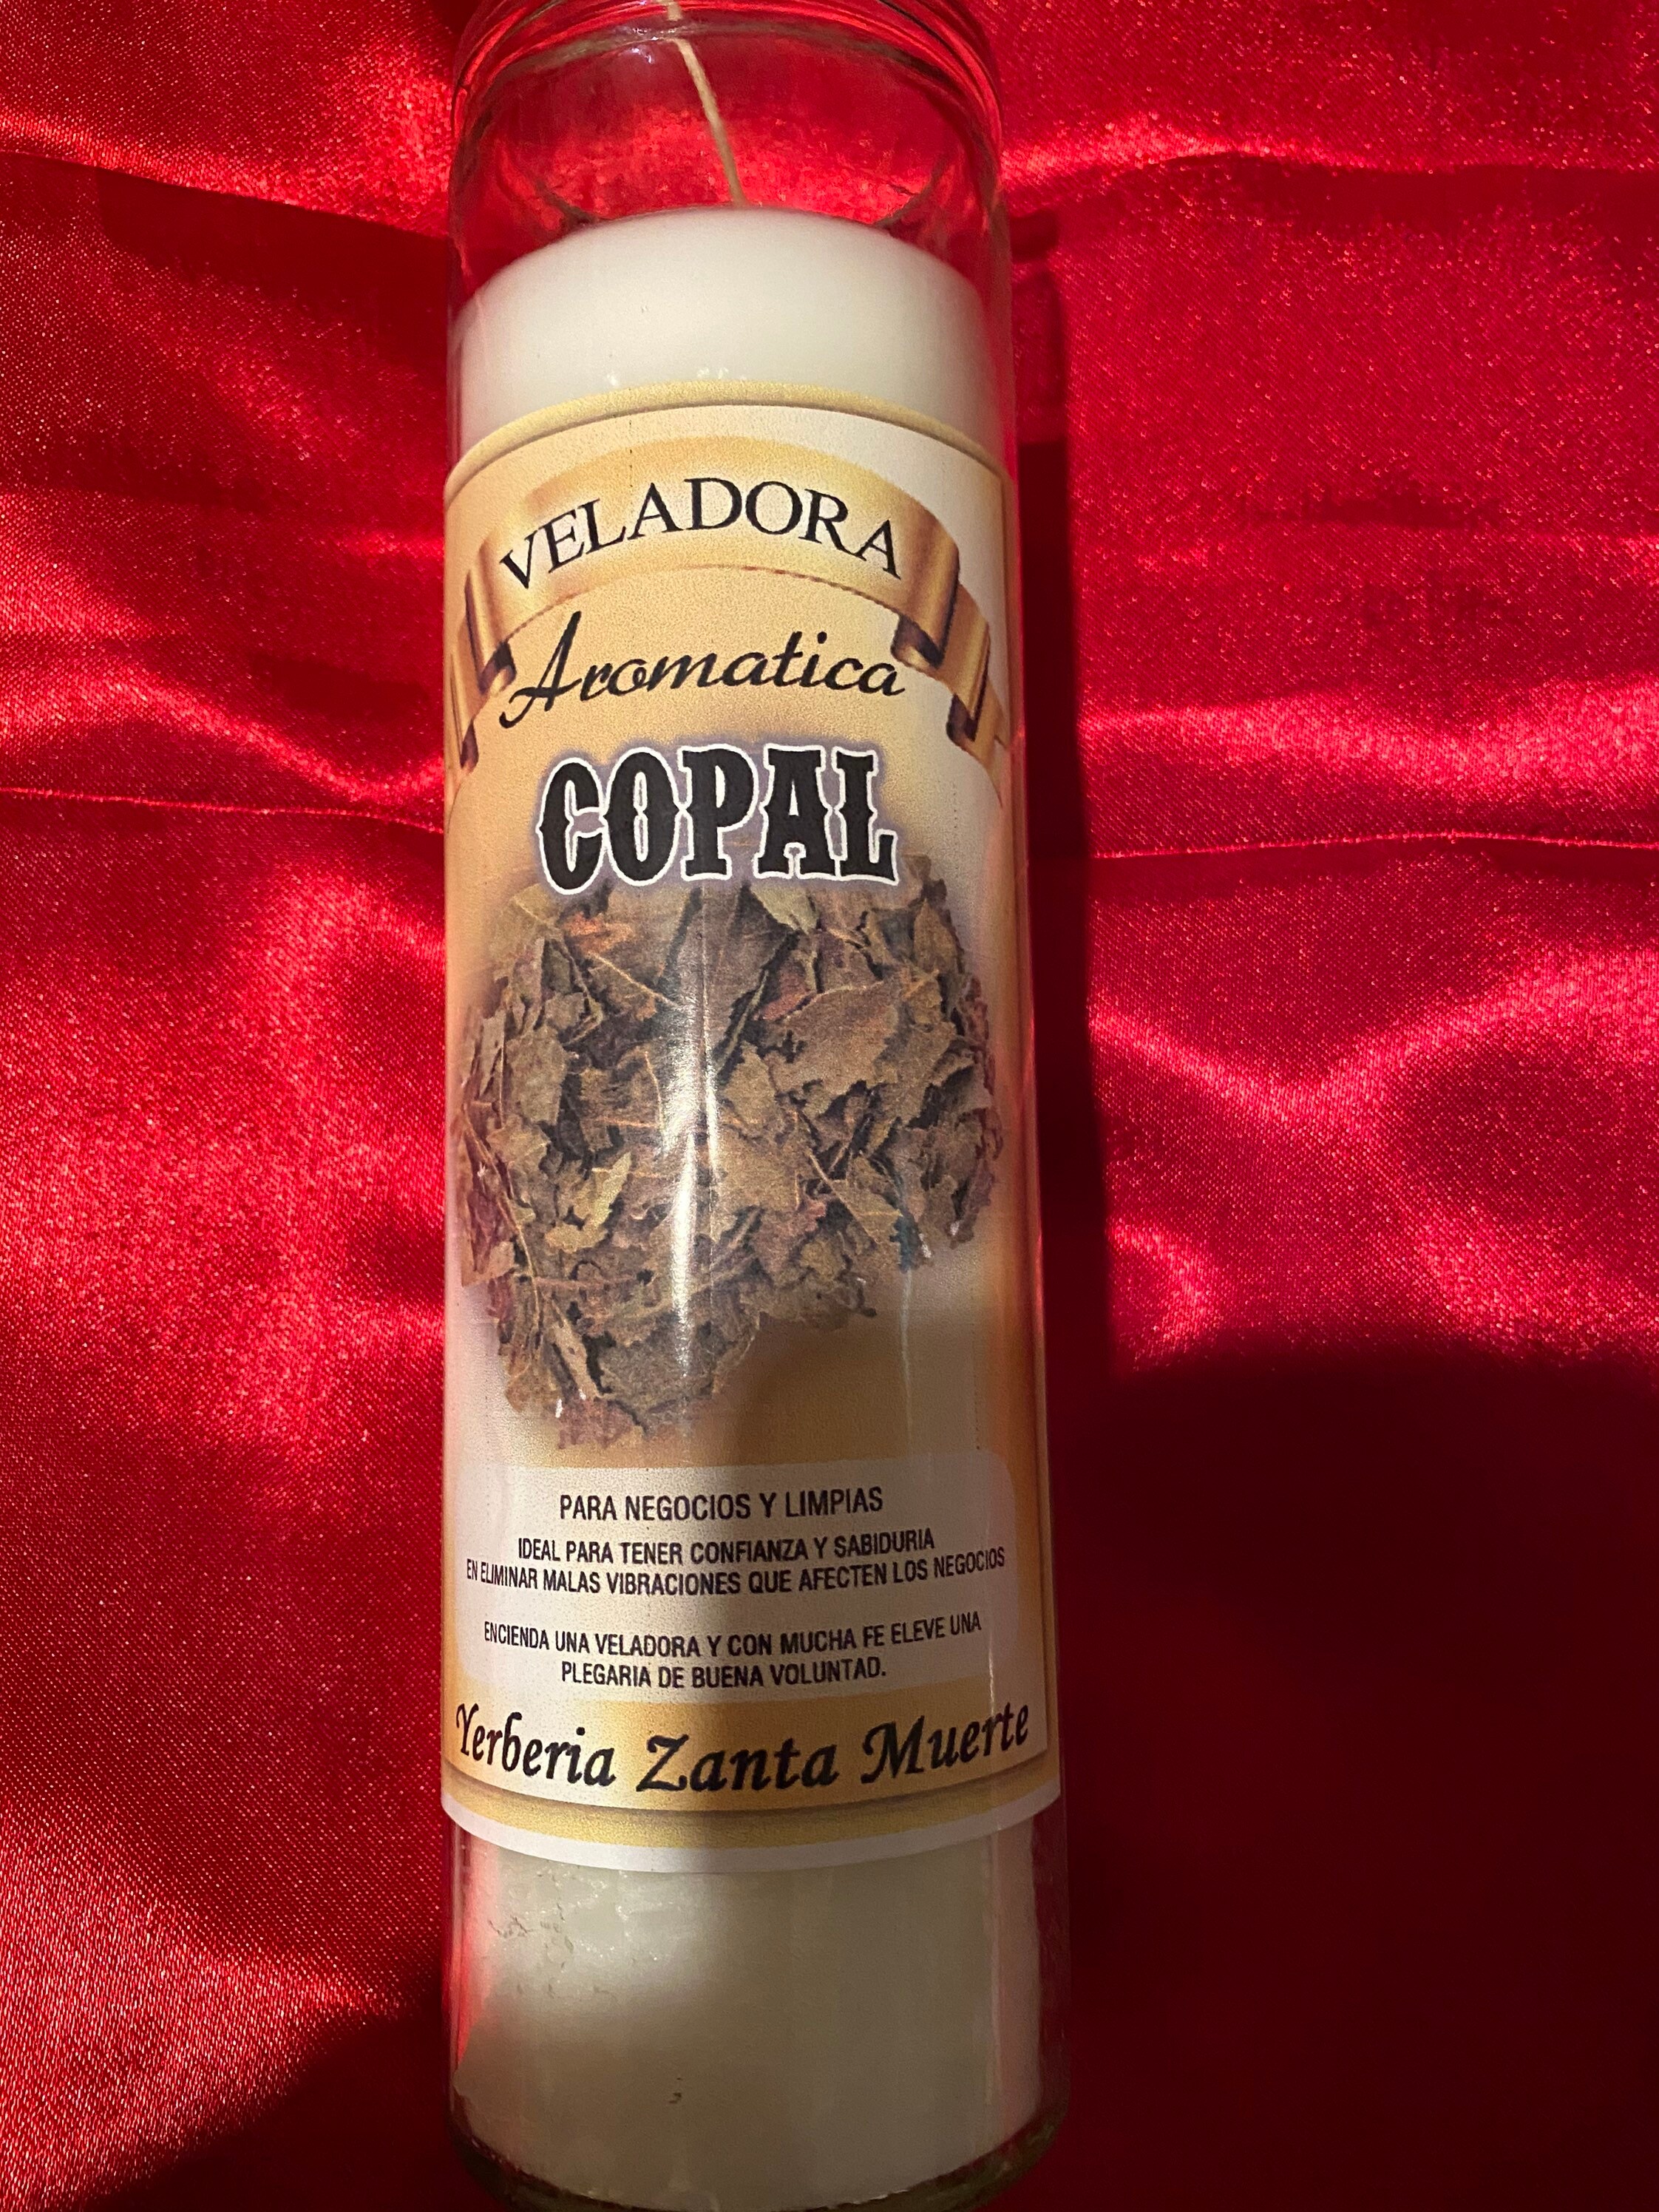 VELADORA
Aromatica
COPAL
PARA NEGOCIOS Y LIMPIAS
IDEAL PARA TENER CONFIANZA Y SABIDURIA
EN ELIMINAR MALAS VIBRACIONES QUE AFECTEN LOS NEGOCIOS
ENCIENDA UNA VELADORA Y CON MUCHA FE ELEVE UNA
PLEGARIA DE BUENA VOLUNTAD.
Yerberia Zanta Muerte